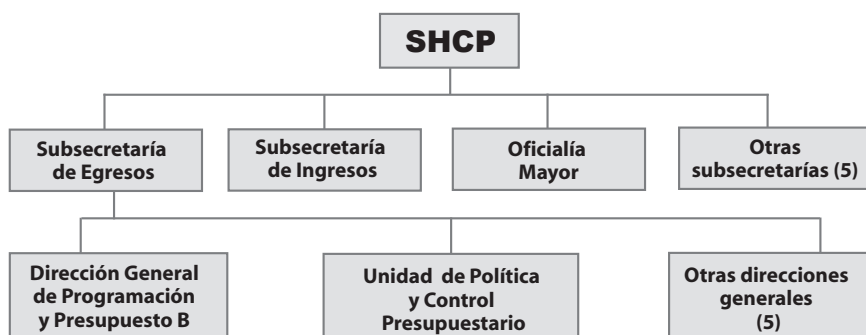 SHCP
Subsecretaría
de Egresos
Subsecretaría
de Ingresos
Oficialía
Mayor
Otras
subsecretarías (5)
Dirección General
de Programación
y Presupuesto B
Unidad de Política
y Control
Presupuestario
Otras direcciones
generales
(5)